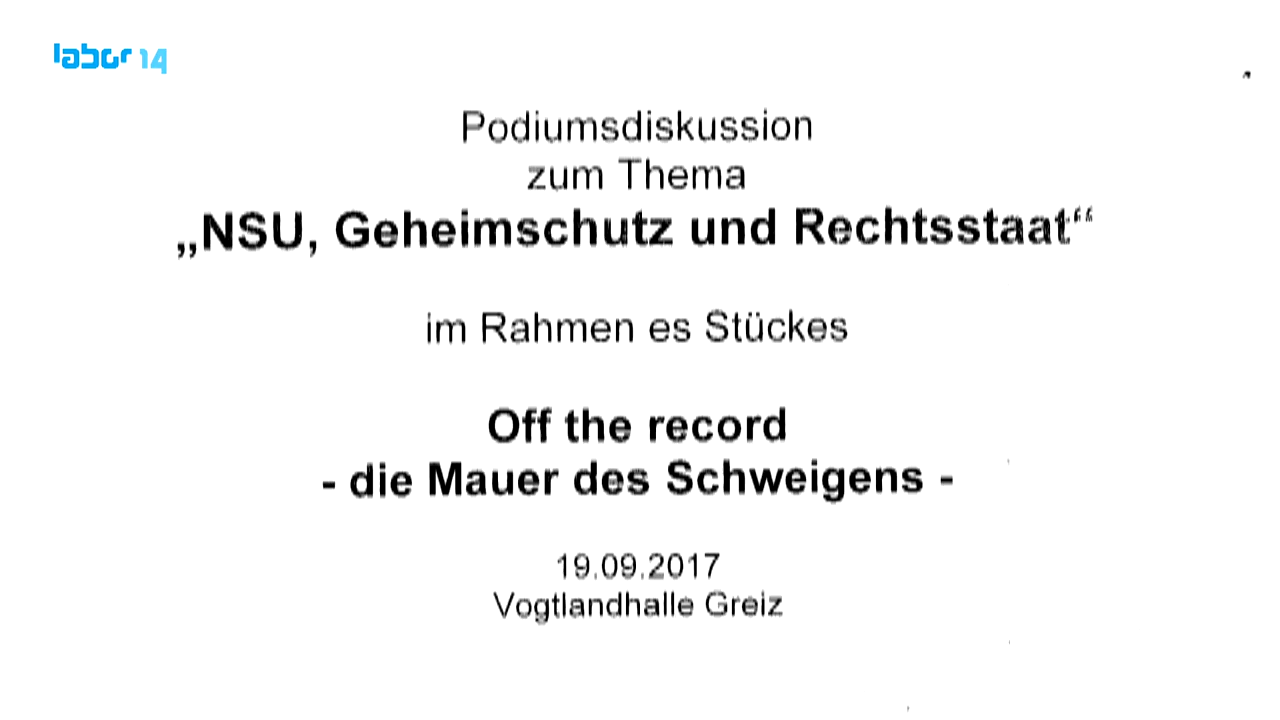 labor 14
Podiumsdiskussion
zum Thema
„NSU, Geheimschutz und Rechtsstaat“
im Rahmen es Stückes
Off the record
- die Mauer des Schweigens -
19.09.2017
Vogtlandhalle Greiz